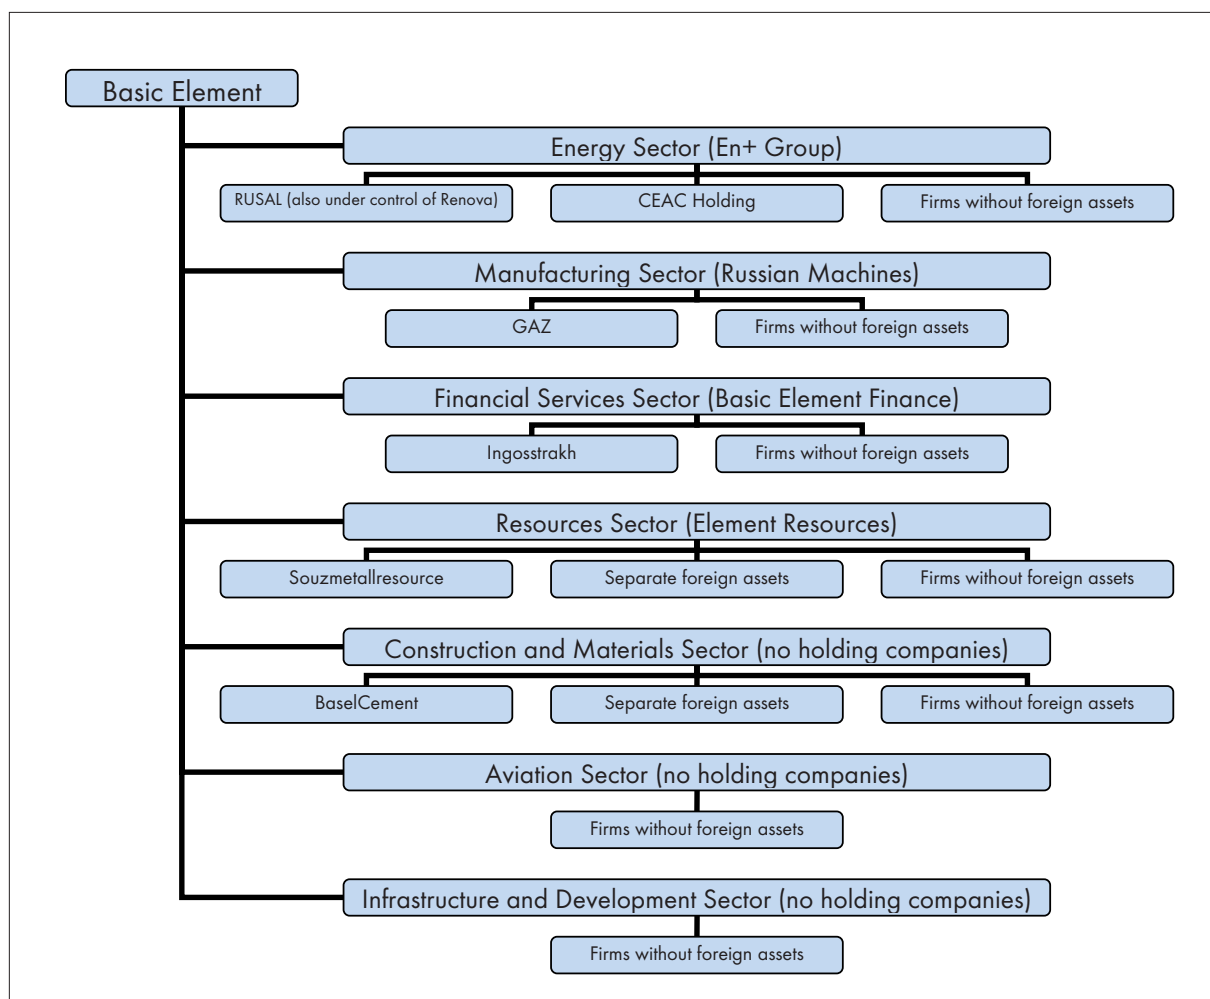 Basic Element
Energy Sector (En+ Group)
RUSAL (also under control of Renova)
CEAC Holding
Firms without foreign assets
Manufacturing Sector (Russian Machines)
GAZ
Firms without foreign assets
Financial Services Sector (Basic Element Finance)
Ingosstrakh
Firms without foreign assets
Resources Sector (Element Resources)
Souzmetallresource
Separate foreign assets
Firms without foreign assets
Construction and Materials Sector (no holding companies)
BaselCement
Separate foreign assets
Firms without foreign assets
Aviation Sector (no holding companies)
Firms without foreign assets
Infrastructure and Development Sector (no holding companies)
Firms without foreign assets